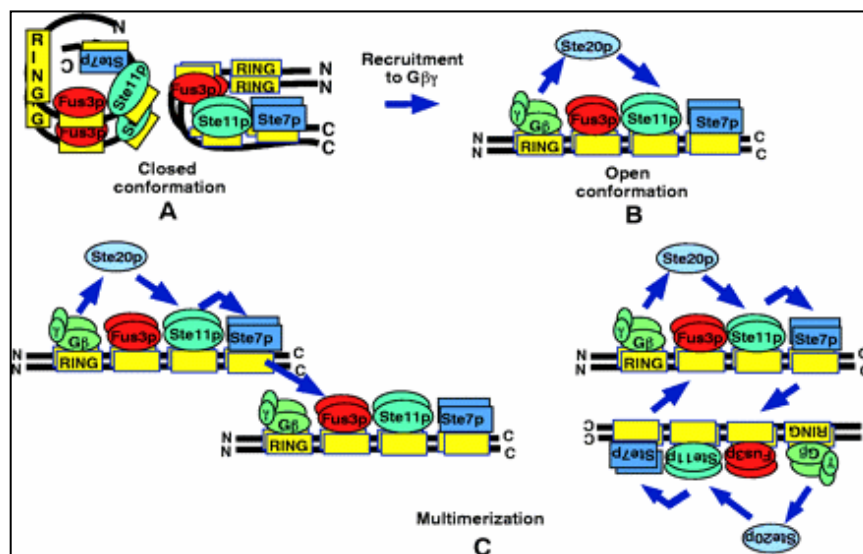 N
RING
C
Ste7p
Ste11p
Fus3p
Fus3p
Closed
conformation
A
RING
N
RING
N
Fus3p
Ste11p
Ste7p
C
C
Recruitment
to Gβγ
Ste20p
γ
Gβ
Fus3p
Ste11p
Ste7p
N
N
RING
C
C
Open
conformation
B
Ste20p
γ
Gβ
Fus3p
Ste11p
Ste7p
N
N
RING
C
C
γ
Gβ
Fus3p
Ste11p
Ste7p
N
N
RING
C
C
Ste20p
γ
Gβ
Fus3p
Ste11p
Ste7p
N
N
RING
C
C
C
C
RING
N
N
Ste7p
Ste11p
Fus3p
Gβ
γ
Ste20p
Multimerization
C